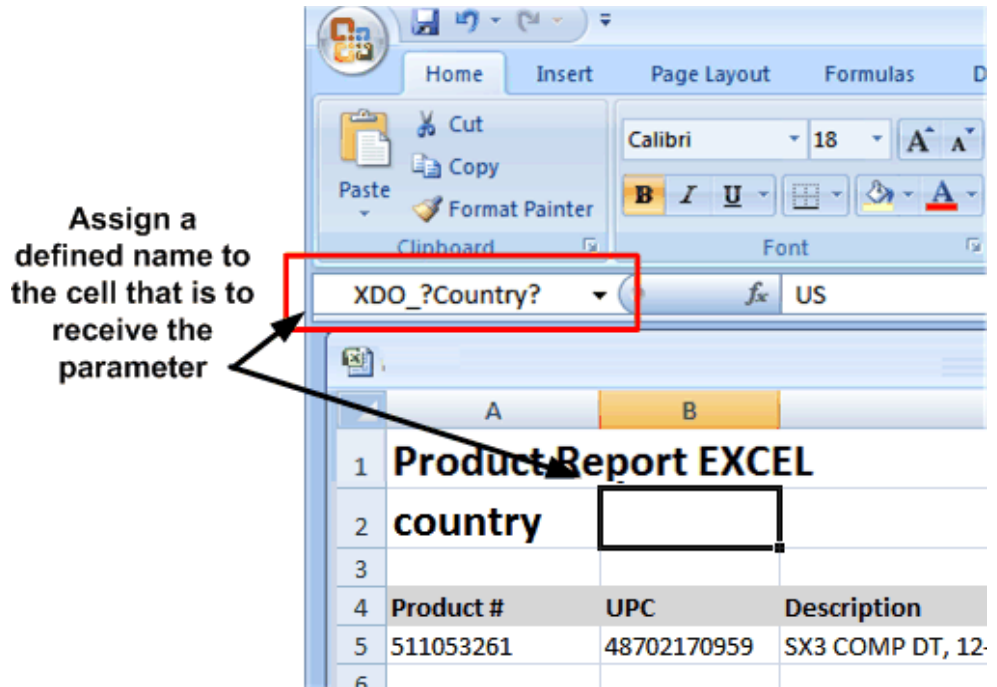 Home Insert Page Layout Formulas D
Cut
Calibri 18 A A
Copy
Paste
B I U A
Format Painter
Clipboard Font
Assign a
defined name to
the cell that is to
receive the
parameter
XDO_?Country? fx US
A B
1 Product Report EXCEL
2 country
3
4 Product # UPC Description
5 511053261 48702170959 SX3 COMP DT, 12-
6